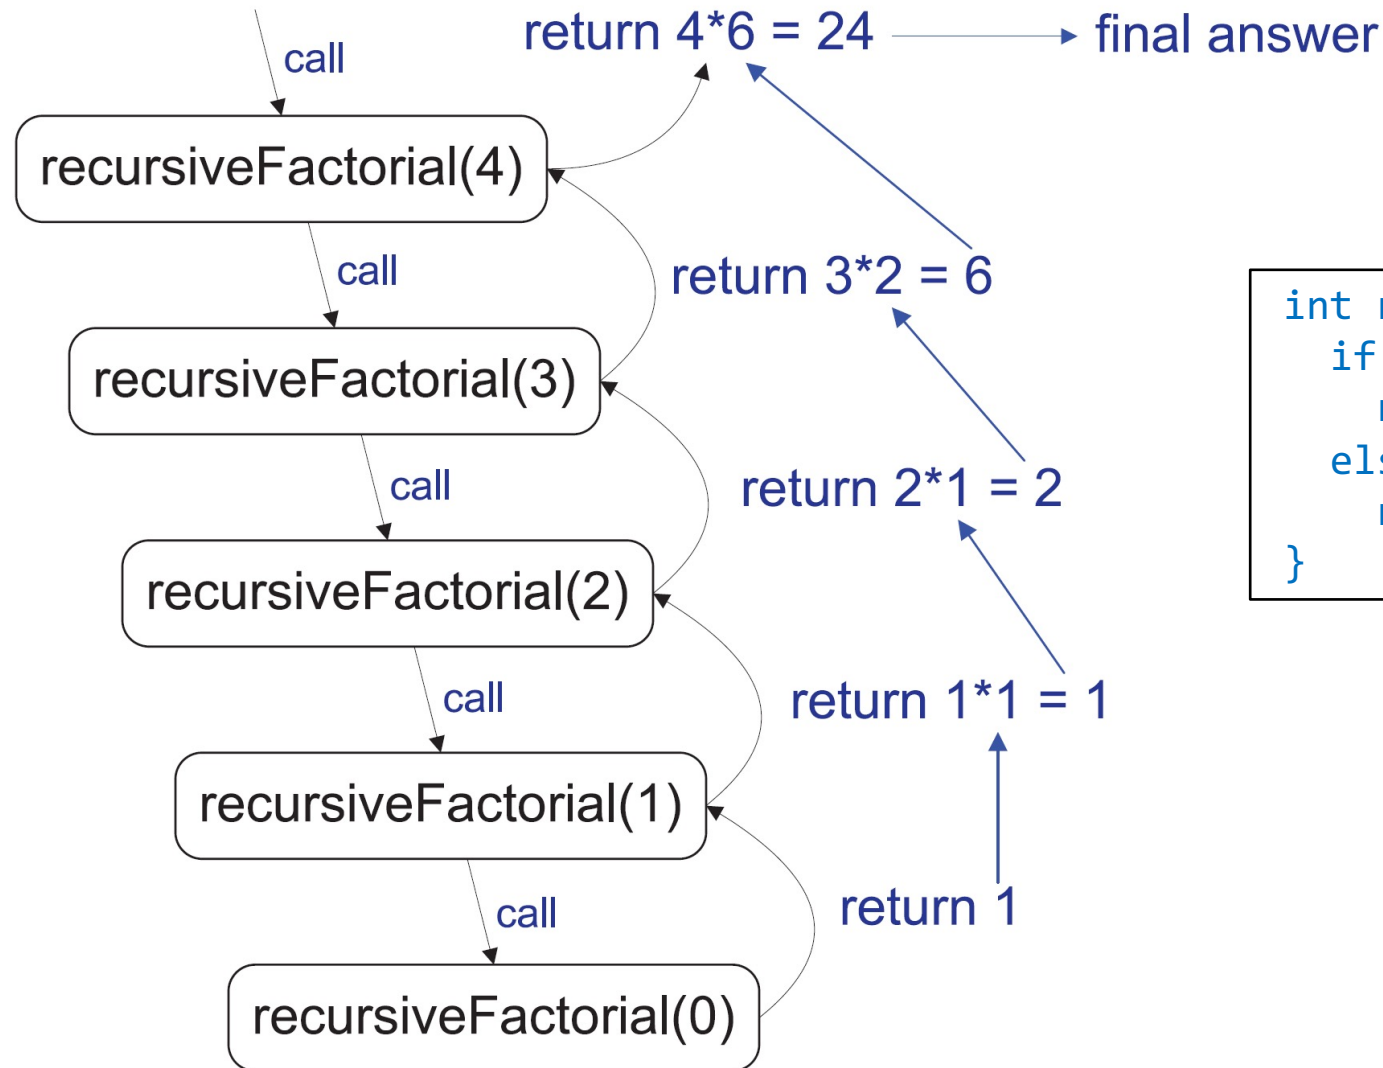 call
return 4*6 = 24
final answer
recursiveFactorial(4)
call
return 3*2 = 6
recursiveFactorial(3)
call
return 2*1 = 2
recursiveFactorial(2)
call
return 1*1 = 1
recursiveFactorial(1)
call
return 1
recursiveFactorial(0)
int
if
}